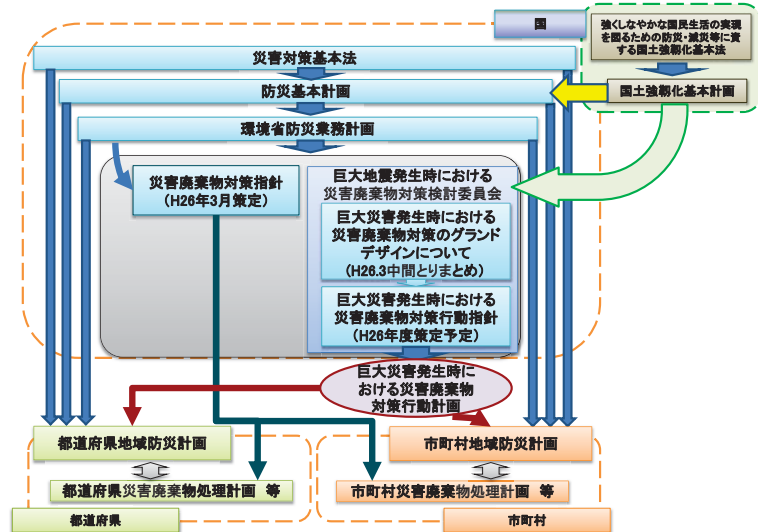 国
強くしなやかな国民生活の実現
を図るための防災・減災等に資
する国土強靱化基本法
災害対策基本法
防災基本計画
国土強靱化基本計画
環境省防災業務計画
災害廃棄物対策指針
(H26年3月策定)
巨大地震発生時における
災害廃棄物対策検討委員会
巨大災害発生時における
災害廃棄物対策のグランド
デザインについて
(H26.3中間とりまとめ)
巨大災害発生時における
災害廃棄物対策行動指針
(H26年度策定予定)
巨大災害発生時に
おける災害廃棄物
対策行動計画
都道府県地域防災計画
市町村地域防災計画
都道府県災害廃棄物処理計画 等
市町村災害廃棄物処理計画 等
都道府県
市町村